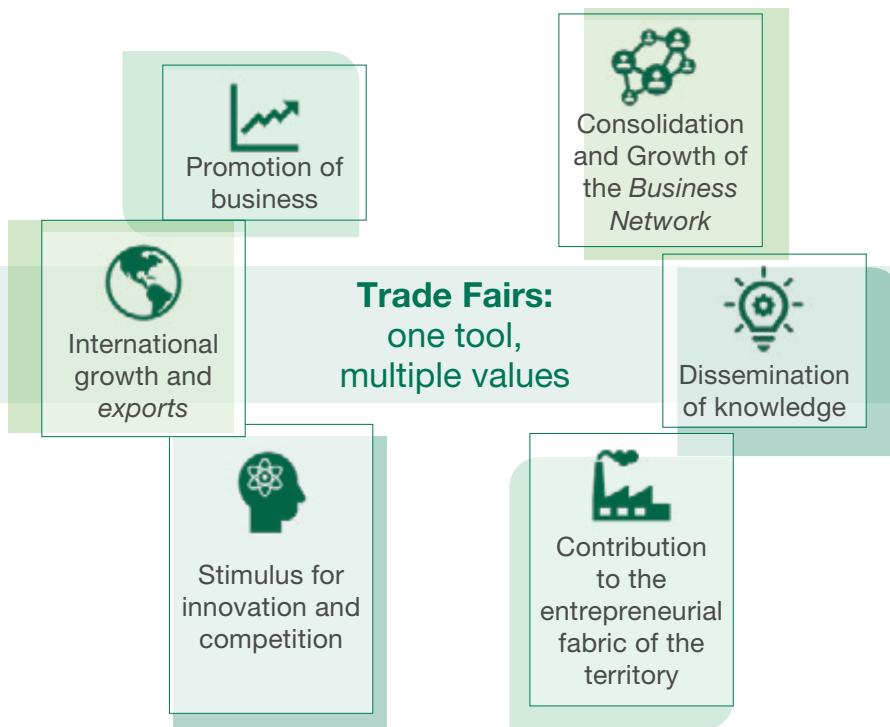 Promotion of
business
Consolidation
and Growth of
the Business
Network
International
growth and
exports
Trade Fairs:
one tool,
multiple values
Dissemination
of knowledge
Stimulus for
innovation and
competition
Contribution
to the
entrepreneurial
fabric of the
territory